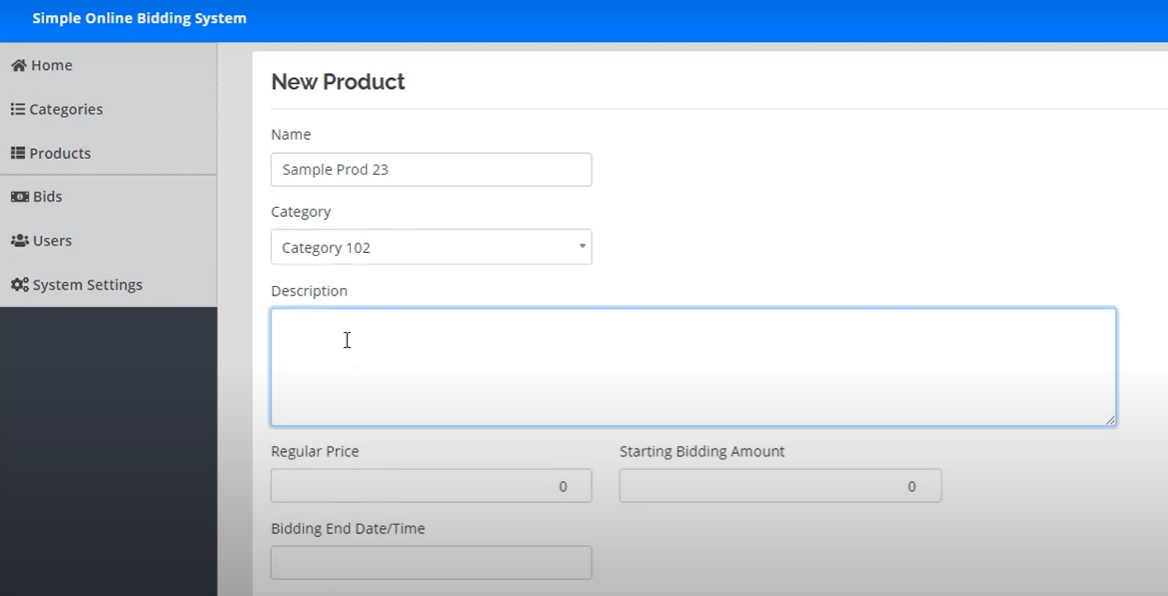 Simple Online Bidding System
Home
Categories
Products
Bids
Users
System Settings
New Product
Name
Sample Prod 23
Category
Category 102
Description
Regular Price
Starting Bidding Amount
0
0
Bidding End Date/Time